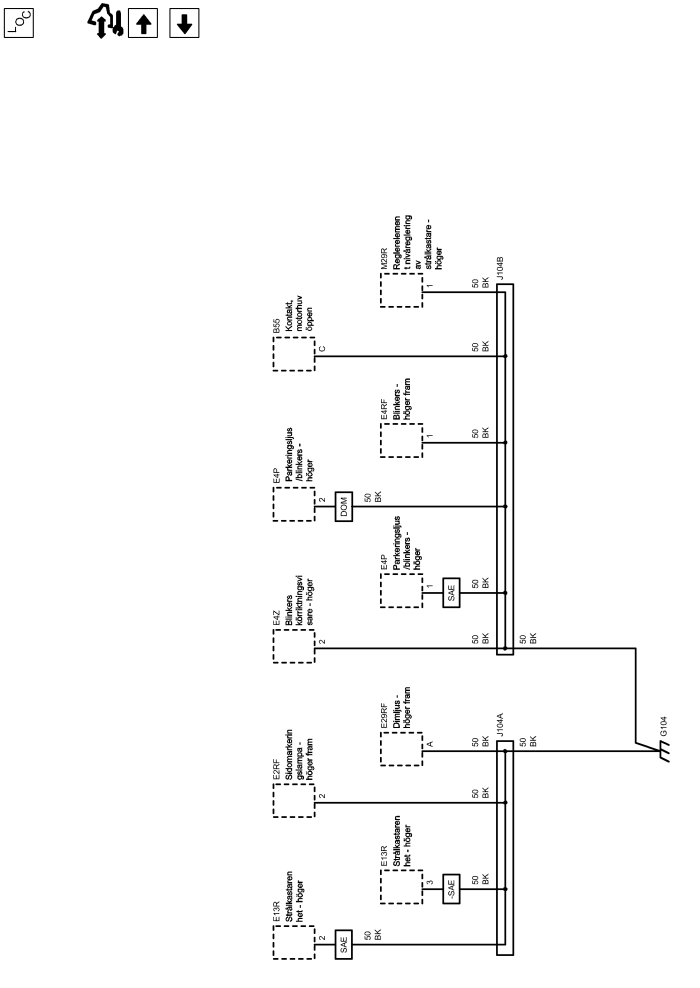 LOC
M29R
Reglerelemen
t nivåreglering
av
strålkastare -
höger
1
50
BK
J104B
B55
Kontakt,
motorhuv
öppen
C
50
BK
E4RF
Blinkers -
höger fram
1
50
BK
E4P
Parkeringsljus
/blinkers -
höger
2
DOM
50
BK
E4P
Parkeringsljus
/blinkers -
höger
1
SAE
50
BK
E4Z
Blinkers
körriktningsvi
sare - höger
2
50
BK
50
BK
E29RF
Dimljus -
höger fram
A
50
BK
J104A
50
BK
G104
E2RF
Sidomarkerin
gslampa -
höger fram
2
50
BK
E13R
Strålkastaren
het - höger
3
-SAE
50
BK
E13R
Strålkastaren
het - höger
2
SAE
50
BK